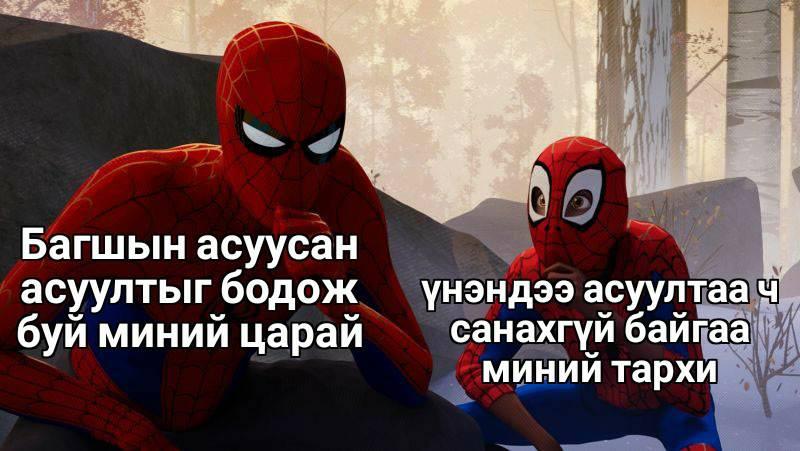 Багшын асуусан
асуултыг бодож
буй миний царай
үнэндээ асуултаа ч
санахгүй байгаа
миний тархи